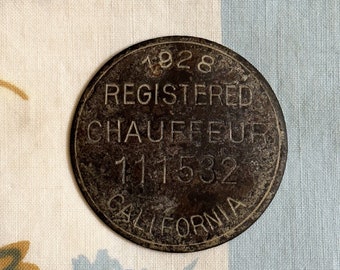 1928
REGISTERED
CHAUFFEUR
111532
CALIFORNIA